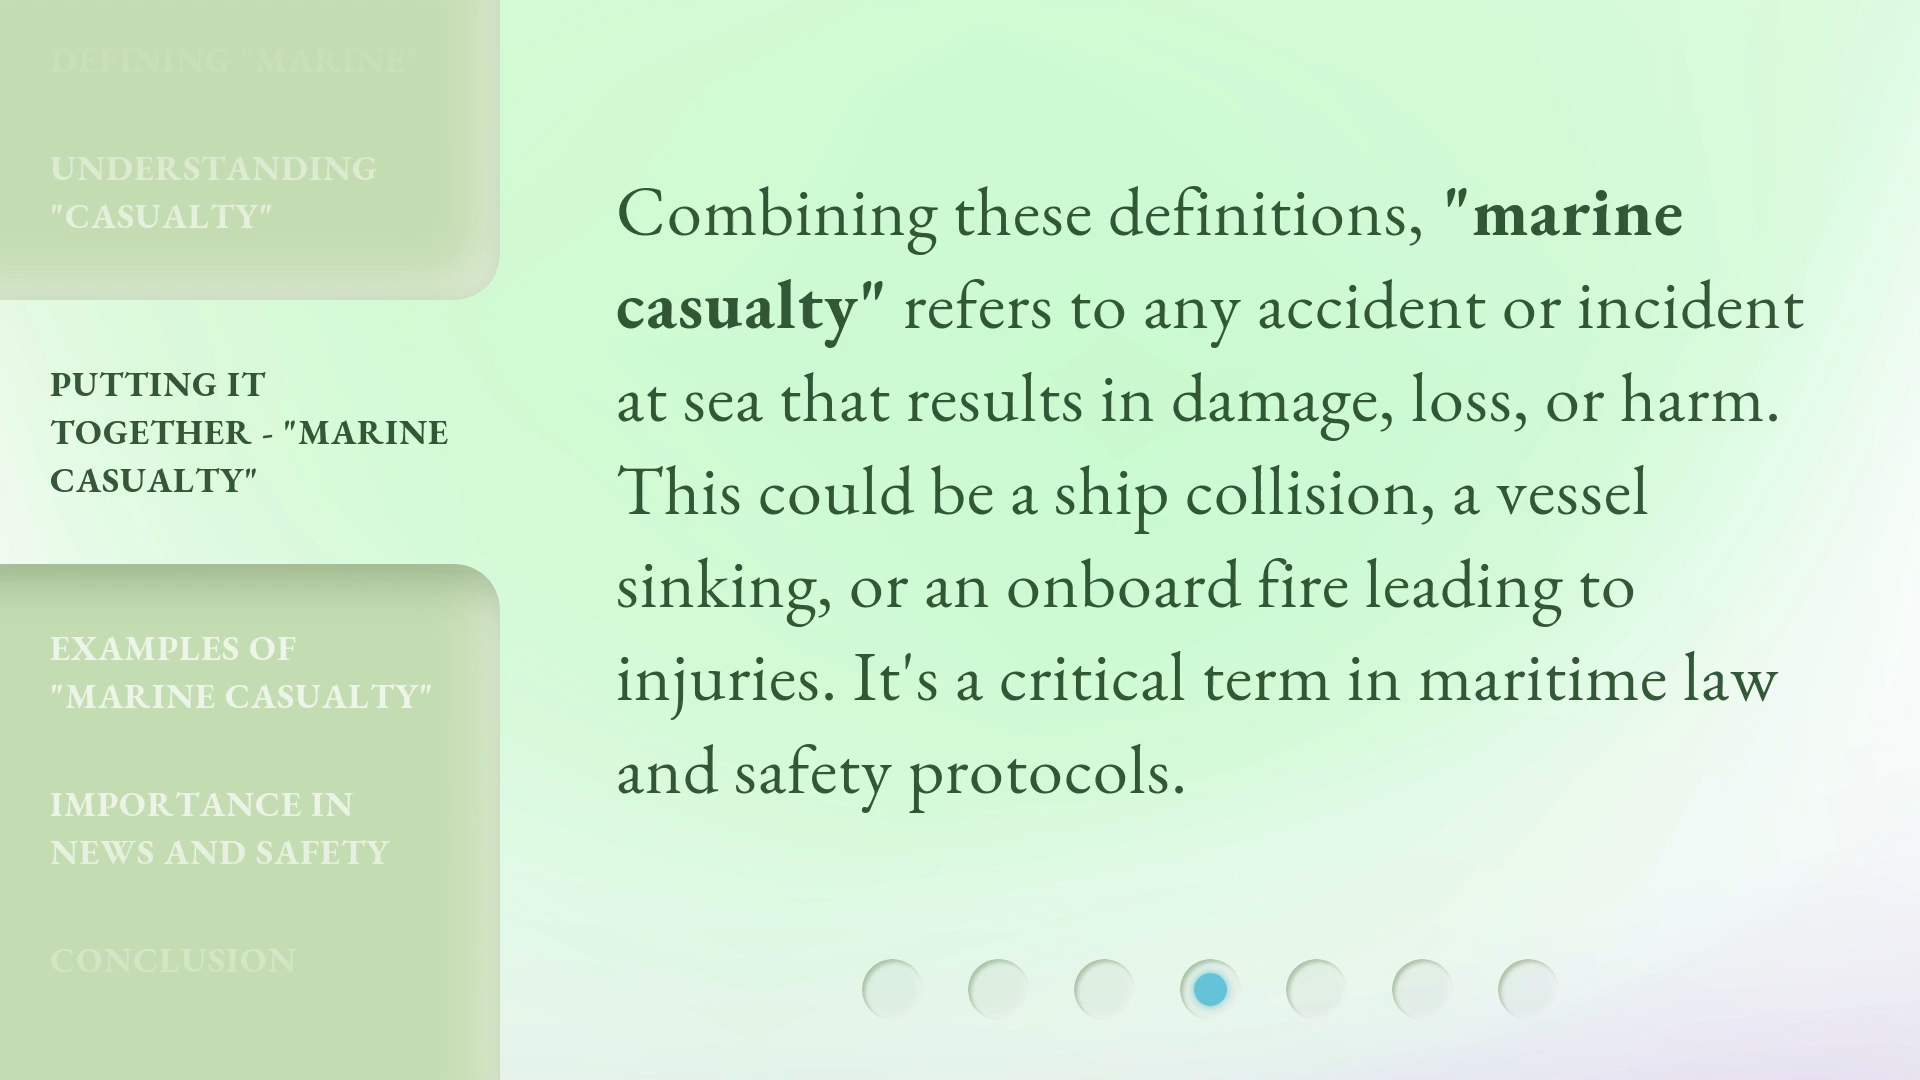 DEFINING "MARINE"
UNDERSTANDING
"CASUALTY"
PUTTING IT
TOGETHER - "MARINE
CASUALTY"
EXAMPLES OF
"MARINE CASUALTY"
IMPORTANCE IN
NEWS AND SAFETY
CONCLUSION
Combining these definitions, "marine
casualty" refers to any accident or incident
at sea that results in damage, loss, or harm.
This could be a ship collision, a vessel
sinking, or an onboard fire leading to
injuries. It's a critical term in maritime law
and safety protocols.